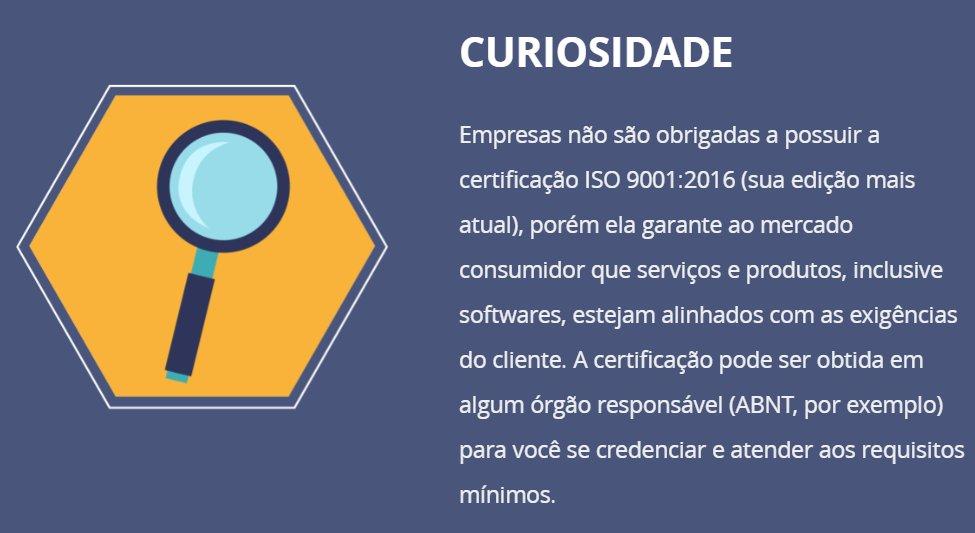 CURIOSIDADE
Empresas não são obrigadas a possuir a
certificação ISO 9001:2016 (sua edição mais
atual), porém ela garante ao mercado
consumidor que serviços e produtos, inclusive
softwares, estejam alinhados com as exigências
do cliente. A certificação pode ser obtida em
algum órgão responsável (ABNT, por exemplo)
para você se credenciar e atender aos requisitos
mínimos.